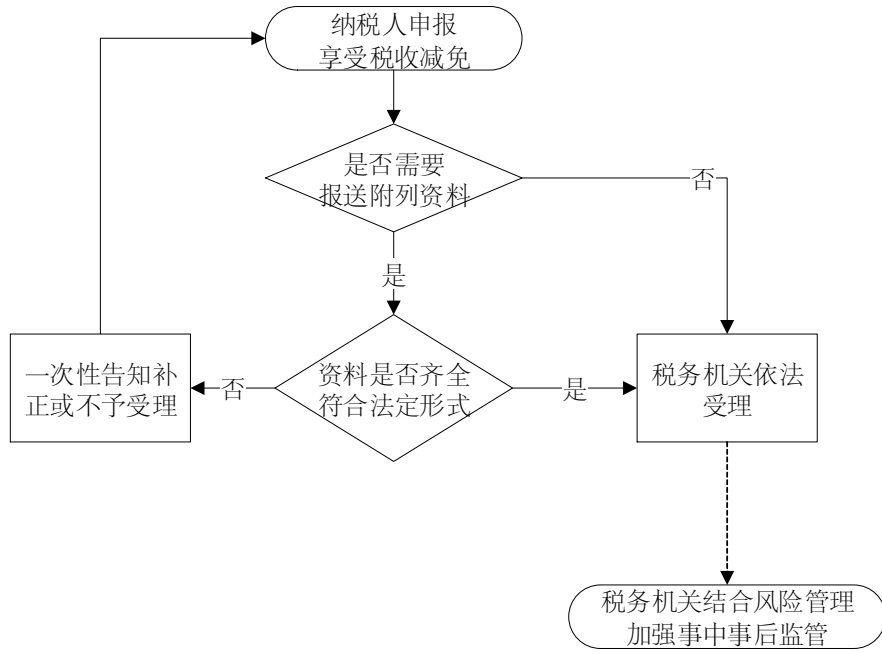 纳税人申报
享受税收减免
是否需要
报送附列资料
否
是
一次性告知补
正或不予受理
否
资料是否齐全
符合法定形式
是
税务机关依法
受理
税务机关结合风险管理
加强事中事后监管